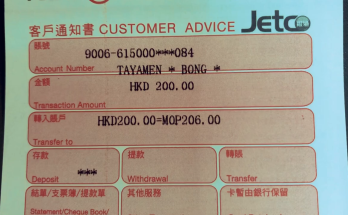 客戶通知書 CUSTOMER ADVICE Jetco
賬號
9006-615000***084
Account Number
TAYAMEN * BONG *
金額
HKD 200.00
Transaction Amount
轉入賬戶
HKD200.00=MOP206.00
Transfer to
存款 提款 轉賬
Deposit *** Withdrawal Transfer
結單/支票簿/提款單 其他服務 卡暫由銀行保留
Statement/Cheque Book/